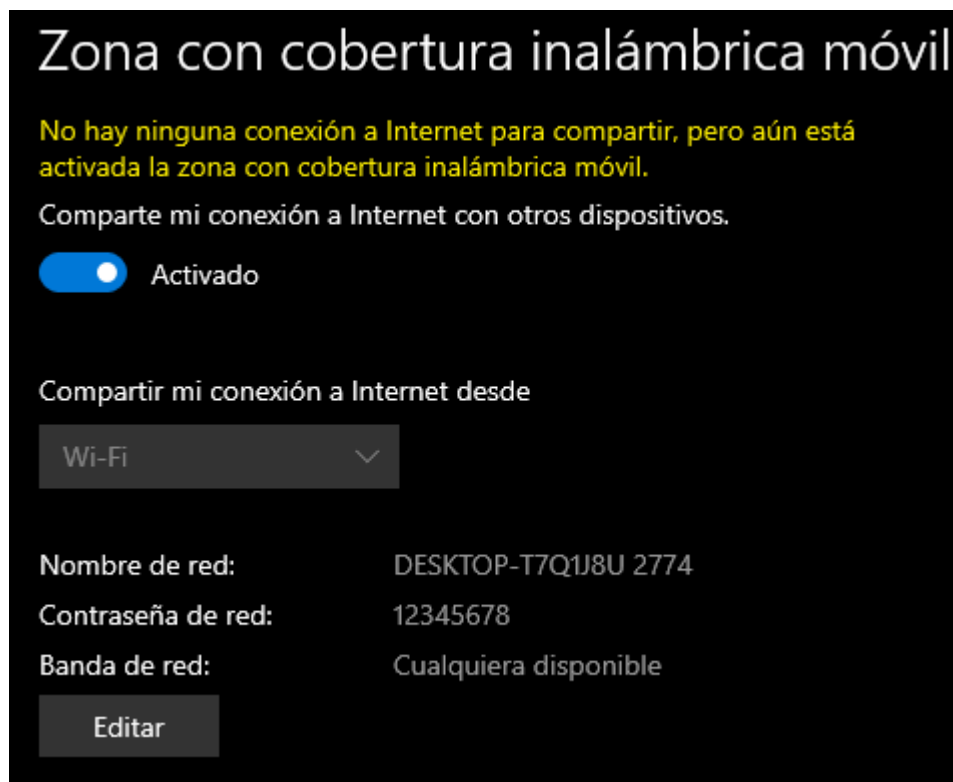 Zona con cobertura inalámbrica móvil
No hay ninguna conexión a Internet para compartir, pero aún está
activada la zona con cobertura inalámbrica móvil.
Comparte mi conexión a Internet con otros dispositivos.
Activado
Compartir mi conexión a Internet desde
Wi-Fi
Nombre de red: DESKTOP-T7Q1J8U 2774
Contraseña de red: 12345678
Banda de red: Cualquiera disponible
Editar